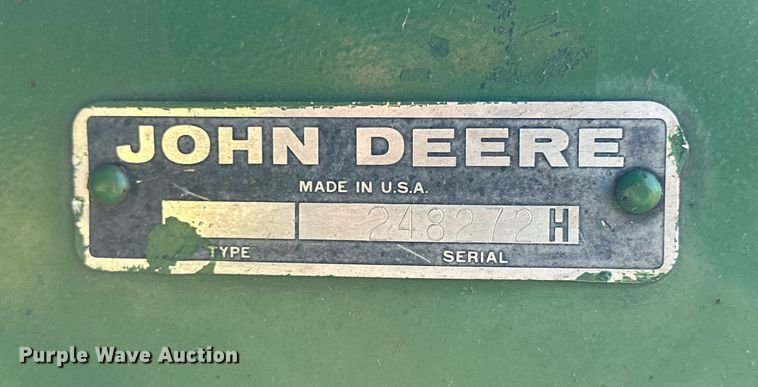 JOHN DEERE
MADE IN U.S.A.
248272 H
TYPE SERIAL
Purple Wave Auction